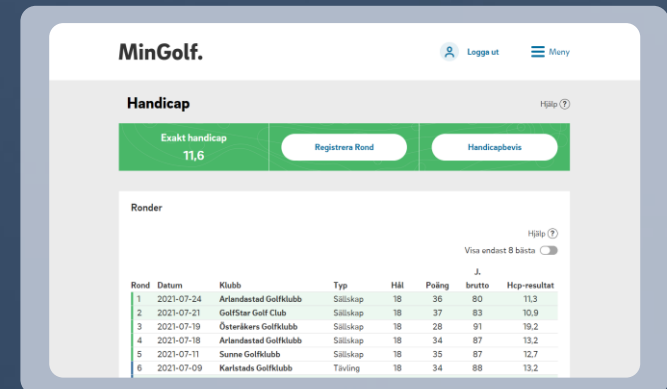 MinGolf.
Logga ut
Meny
Handicap
Hjälp ?
Exakt handicap
11,6
Registrera Rond
Handicapbevis
Ronder
Hjälp ?
Visa endast 8 bästa
Rond Datum Klubb Typ Hål Poäng J. brutto Hcp-resultat
1 2021-07-24 Arlandastad Golfklubb Sällskap 18 36 80 11,3
2 2021-07-21 GolfStar Golf Club Sällskap 18 37 83 10,9
3 2021-07-19 Österåkers Golfklubb Sällskap 18 28 91 19,2
4 2021-07-18 Arlandastad Golfklubb Sällskap 18 34 87 13,2
5 2021-07-11 Sunne Golfklubb Sällskap 18 35 87 12,7
6 2021-07-09 Karlstads Golfklubb Tävling 18 34 88 13,2